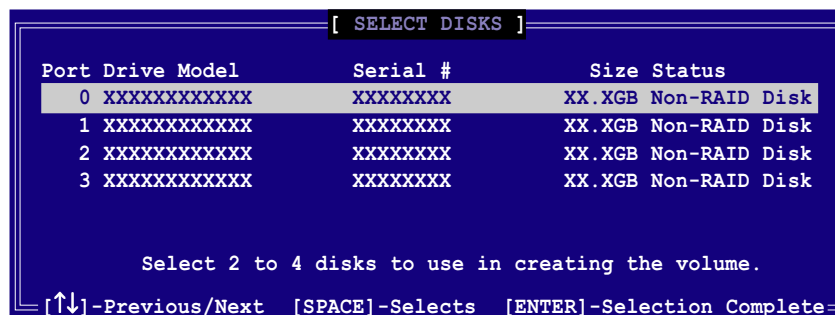 [ SELECT DISKS ]
Port Drive Model Serial # Size Status
0 XXXXXXXXXXXX XXXXXXXX XX.XGB Non-RAID Disk
1 XXXXXXXXXXXX XXXXXXXX XX.XGB Non-RAID Disk
2 XXXXXXXXXXXX XXXXXXXX XX.XGB Non-RAID Disk
3 XXXXXXXXXXXX XXXXXXXX XX.XGB Non-RAID Disk
Select 2 to 4 disks to use in creating the volume.
[↑↓]-Previous/Next [SPACE]-Selects [ENTER]-Selection Complete